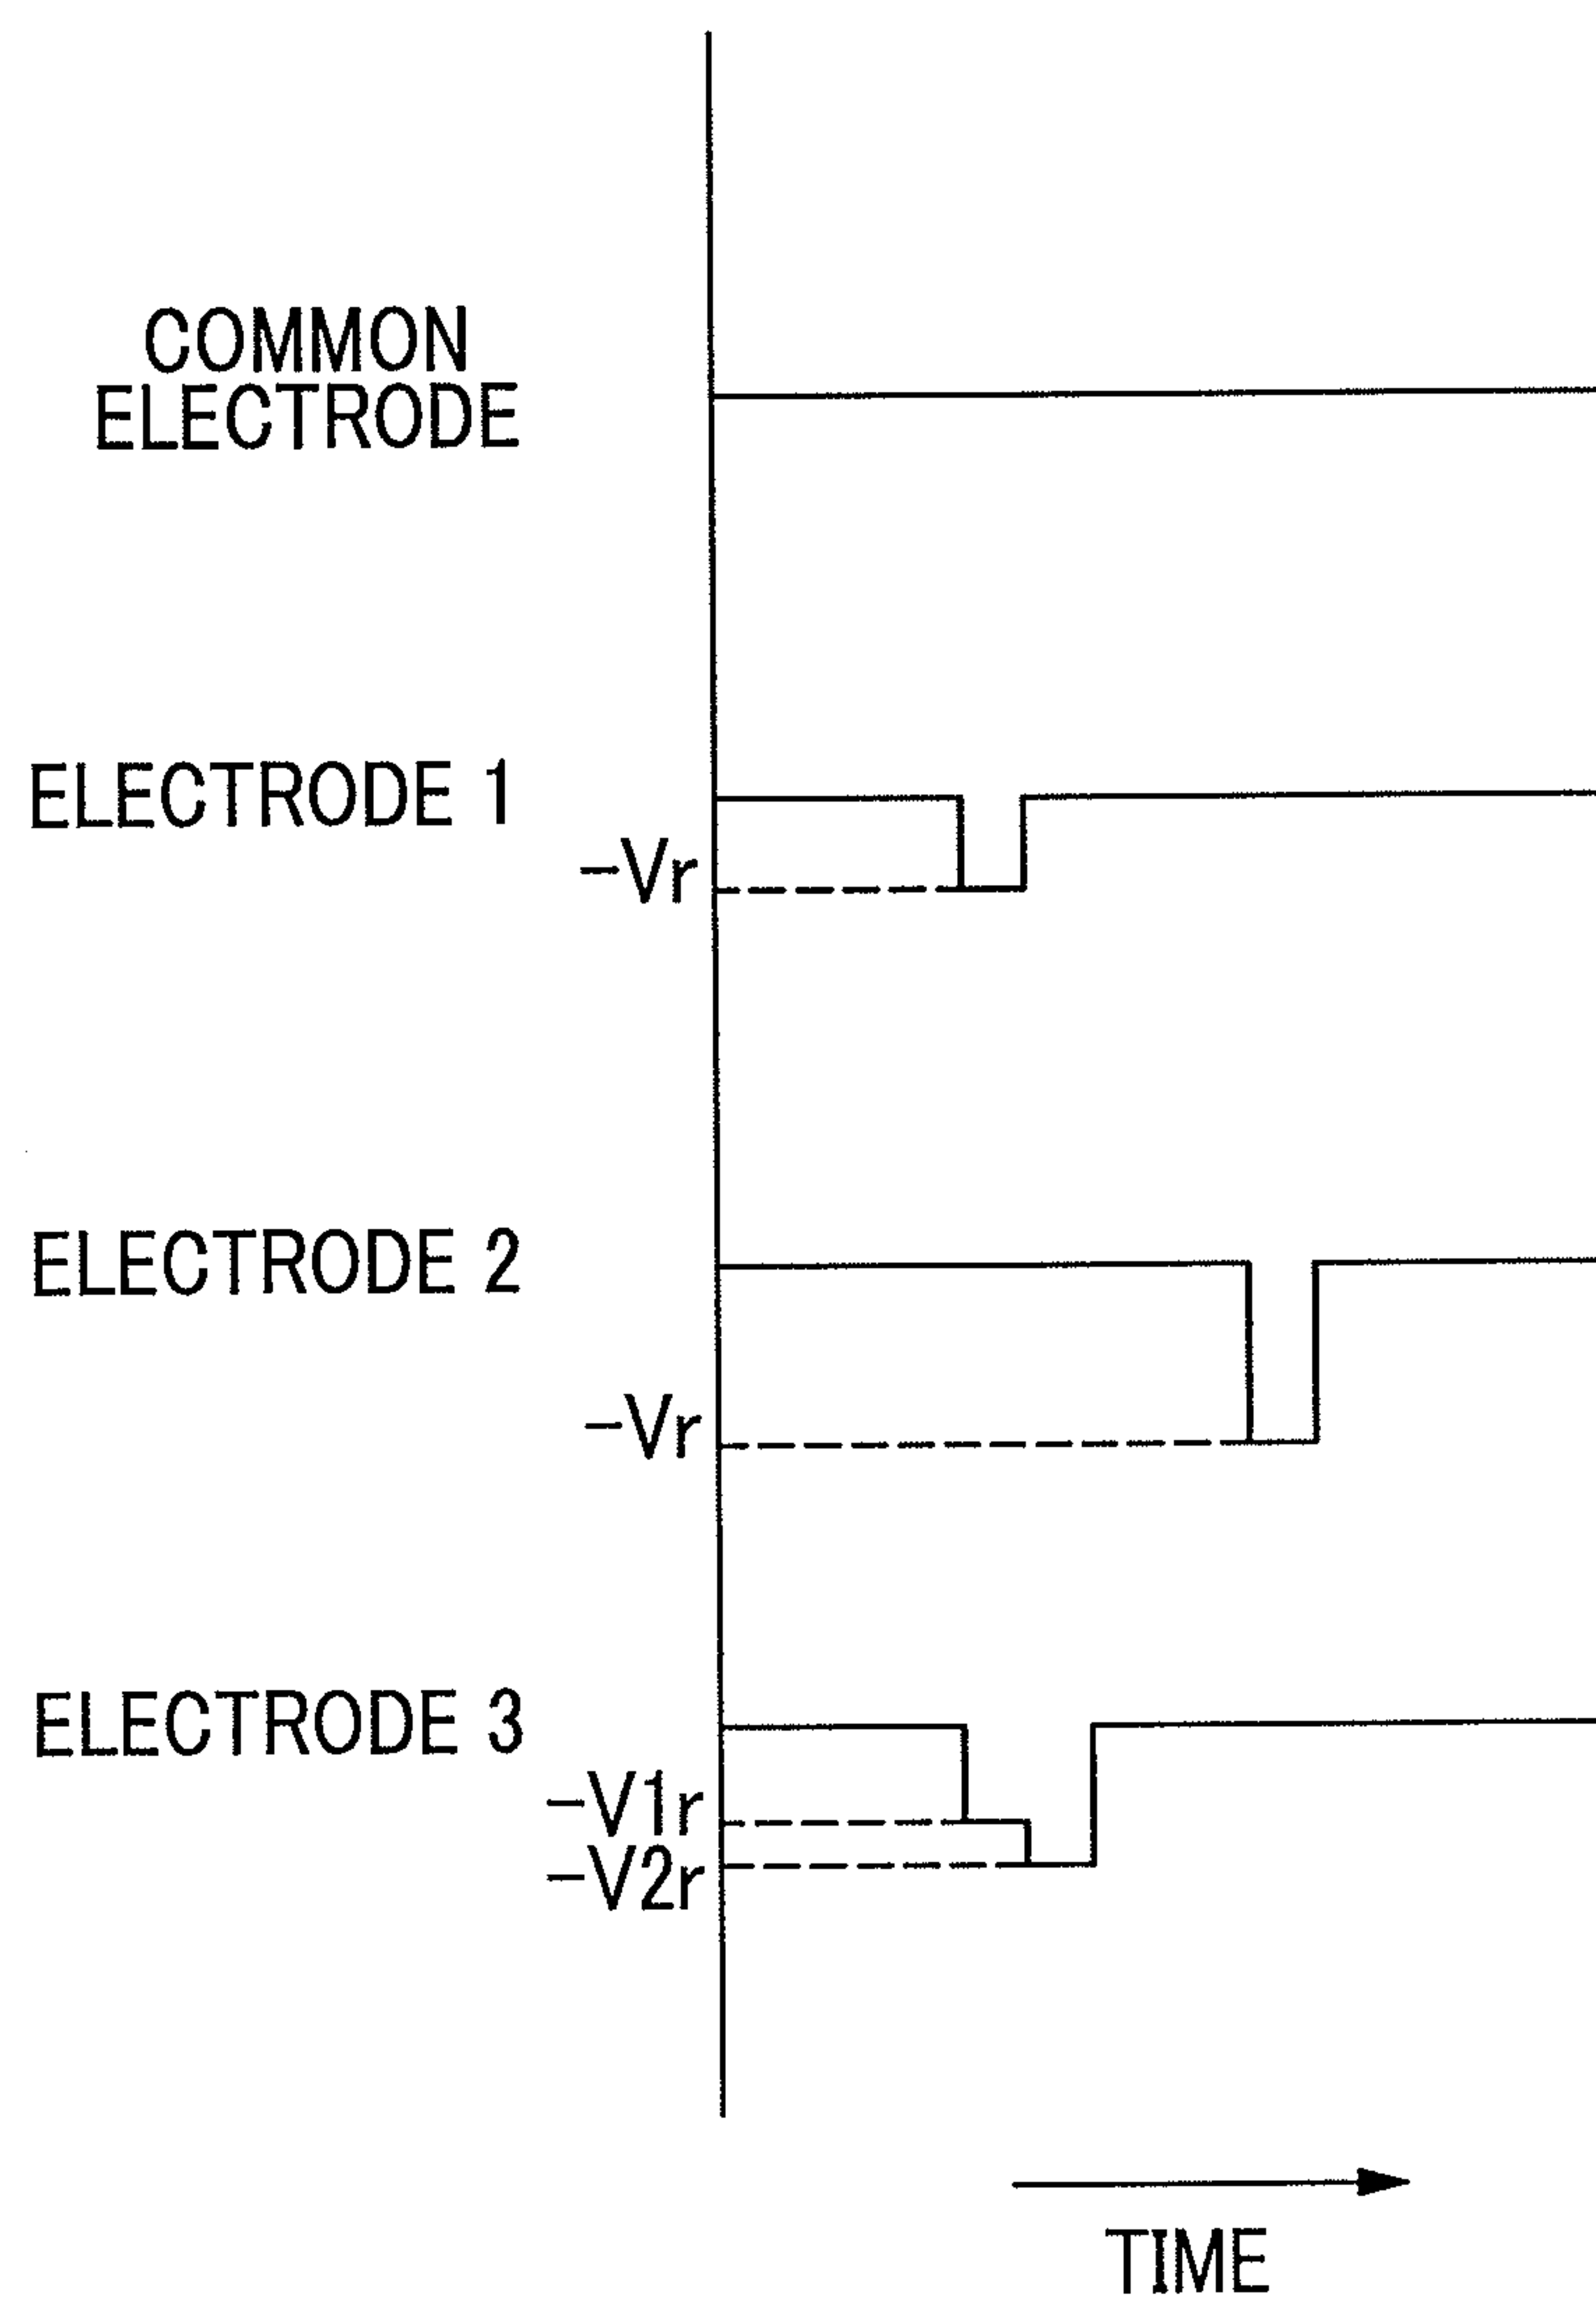 COMMON
ELECTRODE
ELECTRODE 1
-Vr
ELECTRODE 2
-Vr
ELECTRODE 3
-V1r
-V2r
TIME